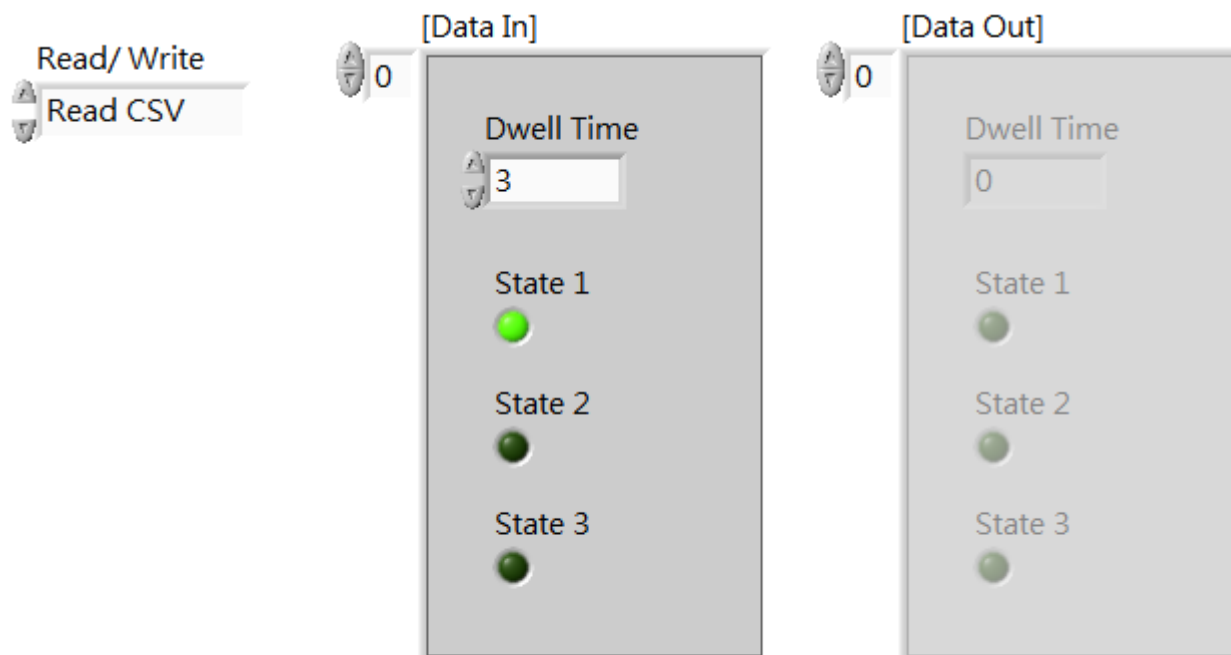 Read/ Write
Read CSV
[Data In]
0
Dwell Time
3
State 1
State 2
State 3
[Data Out]
0
Dwell Time
0
State 1
State 2
State 3